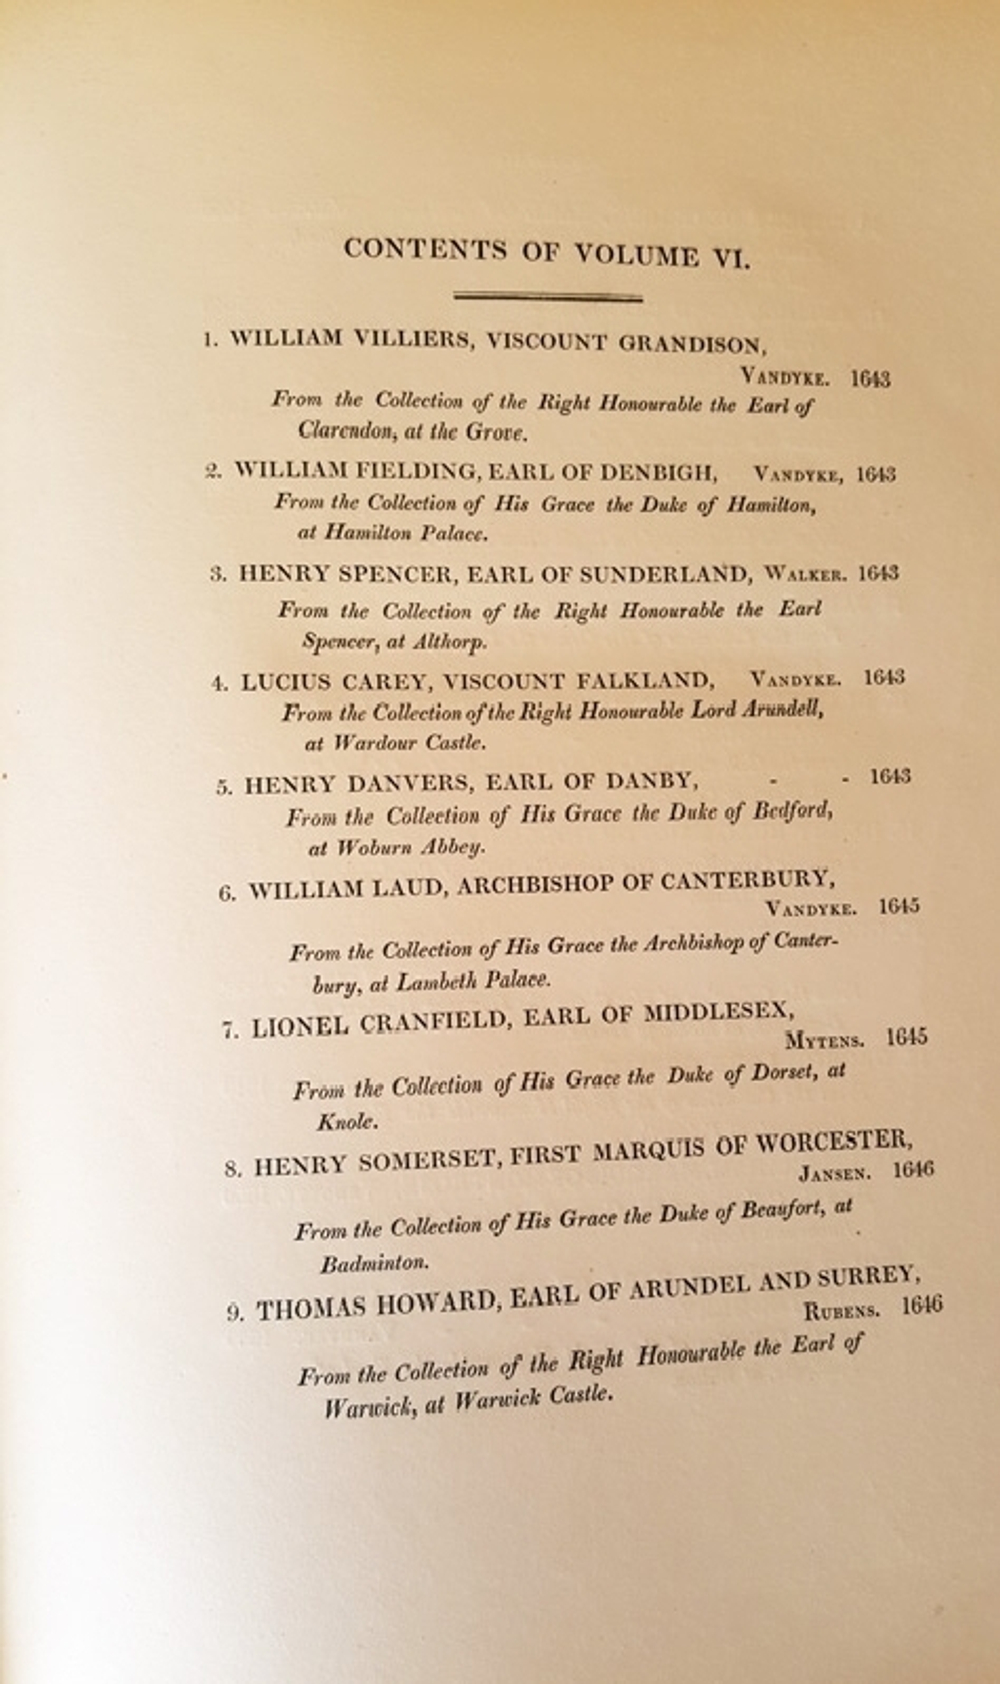 CONTENTS OF VOLUME VI.
1. WILLIAM VILLIERS, VISCOUNT GRANDISON,
VANDYKE. 1643
From the Collection of the Right Honourable the Earl of
Clarendon, at the Grove.
2. WILLIAM FIELDING, EARL OF DENBIGH, VANDYKE, 1643
From the Collection of His Grace the Duke of Hamilton,
at Hamilton Palace.
3. HENRY SPENCER, EARL OF SUNDERLAND, WALKER. 1643
From the Collection of the Right Honourable the Earl
Spencer, at Althorp.
4. LUCIUS CAREY, VISCOUNT FALKLAND, VANDYKE. 1643
From the Collection of the Right Honourable Lord Arundell,
at Wardour Castle.
5. HENRY DANVERS, EARL OF DANBY, - - 1643
From the Collection of His Grace the Duke of Bedford,
at Woburn Abbey.
6. WILLIAM LAUD, ARCHBISHOP OF CANTERBURY,
VANDYKE. 1645
From the Collection of His Grace the Archbishop of Canter-
bury, at Lambeth Palace.
7. LIONEL CRANFIELD, EARL OF MIDDLESEX,
MYTENS. 1645
From the Collection of His Grace the Duke of Dorset, at
Knole.
8. HENRY SOMERSET, FIRST MARQUIS OF WORCESTER,
JANSEN. 1646
From the Collection of His Grace the Duke of Beaufort, at
Badminton.
9. THOMAS HOWARD, EARL OF ARUNDEL AND SURREY,
RUBENS. 1646
From the Collection of the Right Honourable the Earl of
Warwick, at Warwick Castle.